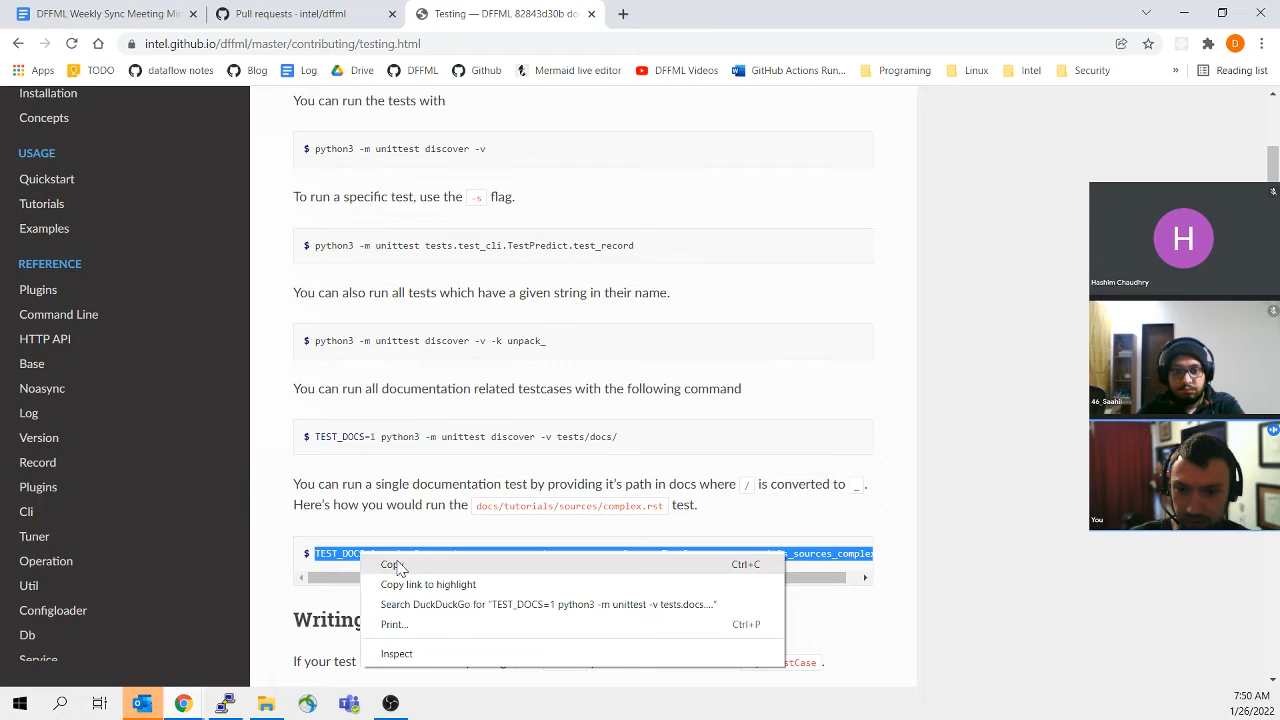 DFFML Weekly Sync Meeting Mi
Pull requests · intel/dffml
Testing — DFFML 82843d30b do
intel.github.io/dffml/master/contributing/testing.html
D
Apps
TODO
dataflow notes
Blog
Log
Drive
DFFML
Github
Mermaid live editor
DFFML Videos
GitHub Actions Run...
Programing
Linux
Intel
Security
»
Reading list
Installation
Concepts
USAGE
Quickstart
Tutorials
Examples
REFERENCE
Plugins
Command Line
HTTP API
Base
Noasync
Log
Version
Record
Plugins
Cli
Tuner
Operation
Util
Configloader
Db
Service
You can run the tests with
$ python3 -m unittest discover -v
To run a specific test, use the -s flag.
$ python3 -m unittest tests.test_cli.TestPredict.test_record
You can also run all tests which have a given string in their name.
$ python3 -m unittest discover -v -k unpack_
You can run all documentation related testcases with the following command
$ TEST_DOCS=1 python3 -m unittest discover -v tests/docs/
You can run a single documentation test by providing it's path in docs where / is converted to _ .
Here's how you would run the docs/tutorials/sources/complex.rst test.
$ TEST_DOCS
s_sources_complex
Copy
Ctrl+C
Copy link to highlight
Search DuckDuckGo for "TEST_DOCS=1 python3 -m unittest -v tests.docs...."
Print...
Ctrl+P
Inspect
Writing
If your test
stCase .
H
Hashim Chaudhry
46_Saahil
You
7:50 AM
1/26/2022